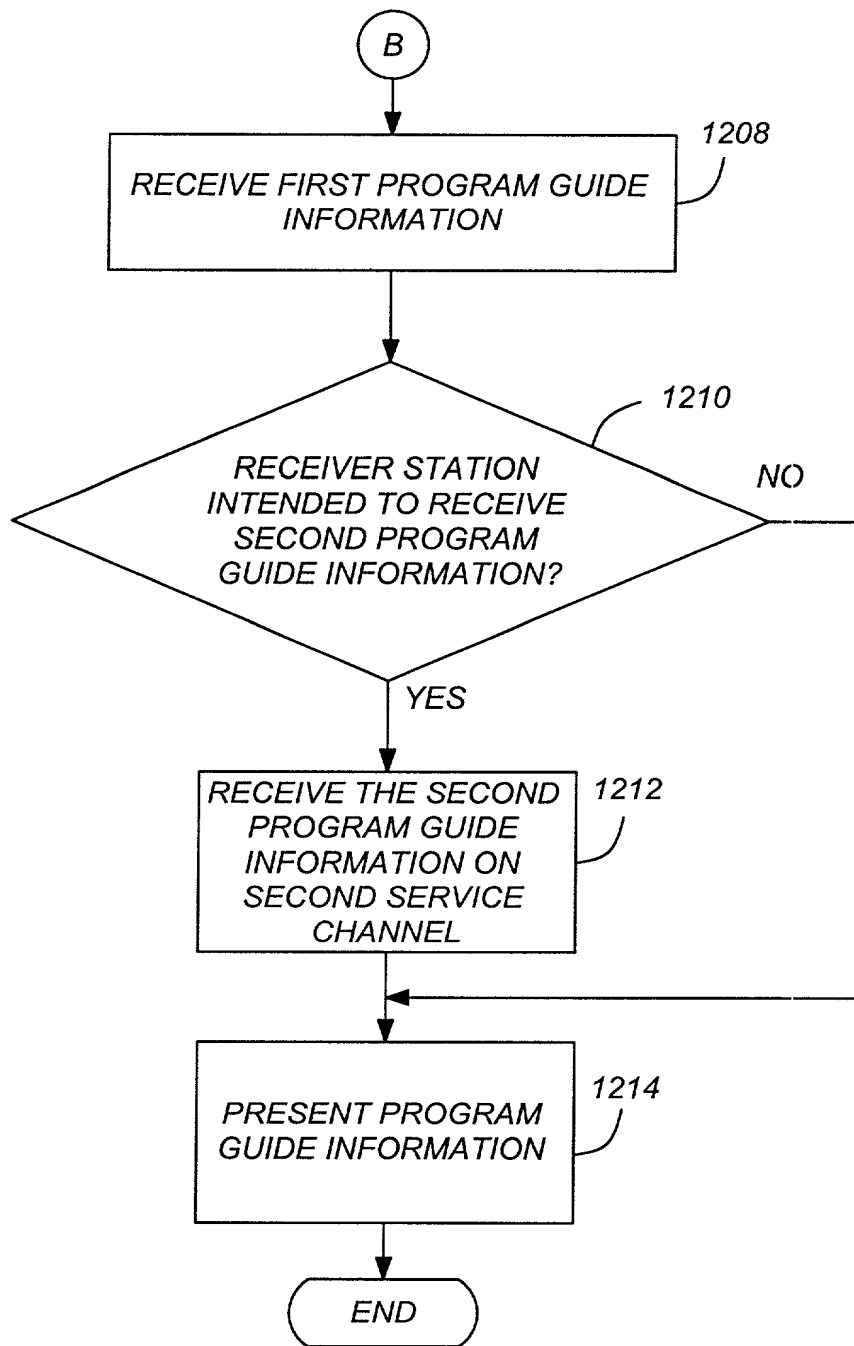 B
1208
RECEIVE FIRST PROGRAM GUIDE
INFORMATION
1210
RECEIVER STATION
INTENDED TO RECEIVE
SECOND PROGRAM
GUIDE INFORMATION?
NO
YES
RECEIVE THE SECOND
PROGRAM GUIDE
INFORMATION ON
SECOND SERVICE
CHANNEL
1212
PRESENT PROGRAM
GUIDE INFORMATION
1214
END